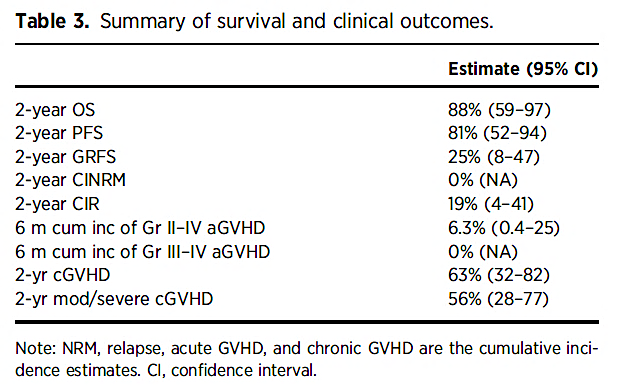 Table 3. Summary of survival and clinical outcomes.
Estimate (95% CI)
2-year OS 88% (59–97)
2-year PFS 81% (52–94)
2-year GRFS 25% (8–47)
2-year CINRM 0% (NA)
2-year CIR 19% (4–41)
6 m cum inc of Gr II–IV aGVHD 6.3% (0.4–25)
6 m cum inc of Gr III–IV aGVHD 0% (NA)
2-yr cGVHD 63% (32–82)
2-yr mod/severe cGVHD 56% (28–77)
Note: NRM, relapse, acute GVHD, and chronic GVHD are the cumulative inci-
dence estimates. CI, confidence interval.